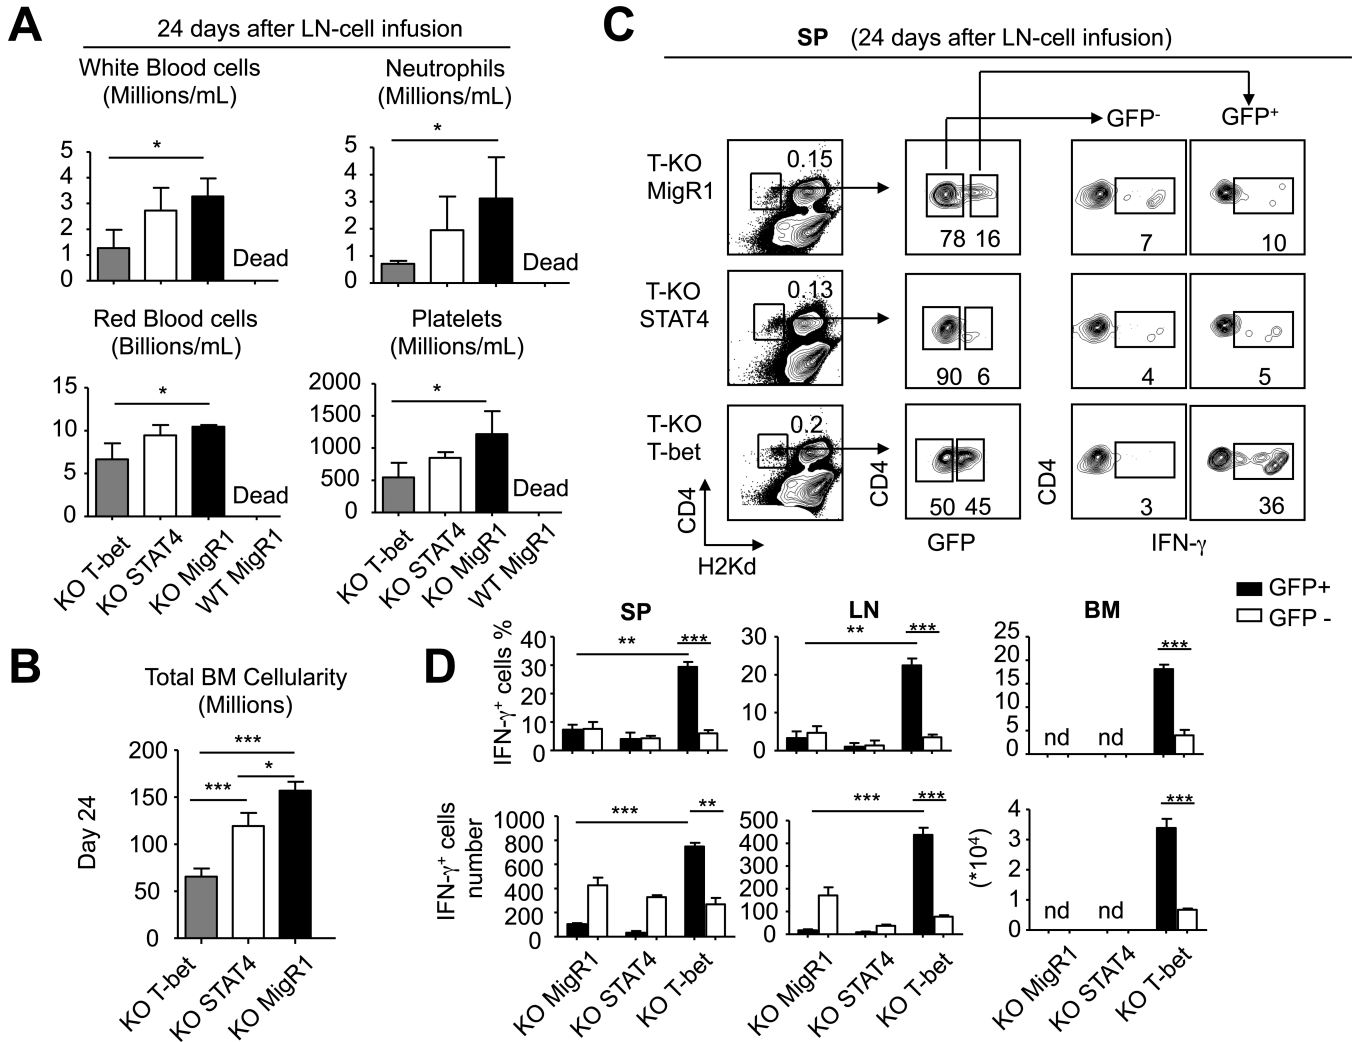 A
24 days after LN-cell infusion
White Blood cells
(Millions/mL)
5
4
3
2
1
0
*
Dead
Neutrophils
(Millions/mL)
5
4
3
2
1
0
*
Dead
Red Blood cells
(Billions/mL)
15
10
5
0
*
Dead
KO T-bet
KO STAT4
KO MigR1
WT MigR1
Platelets
(Millions/mL)
2000
1500
1000
500
0
*
Dead
KO T-bet
KO STAT4
KO MigR1
WT MigR1
B
Total BM Cellularity
(Millions)
Day 24
200
150
100
50
0
***
*
***
KO T-bet
KO STAT4
KO MigR1
C
SP (24 days after LN-cell infusion)
GFP-
GFP+
T-KO
MigR1
0.15
78 16
7
10
T-KO
STAT4
0.13
90 6
4
5
T-KO
T-bet
0.2
50 45
3
36
CD4
H2Kd
CD4
GFP
CD4
IFN-γ
GFP+
GFP -
D
SP
IFN-γ+ cells %
40
30
20
10
0
**
***
LN
30
20
10
0
**
***
BM
25
20
15
10
5
0
nd
nd
***
IFN-γ+ cells
number
1000
800
600
400
200
0
***
**
KO MigR1
KO STAT4
KO T-bet
500
400
300
200
100
0
***
***
KO MigR1
KO STAT4
KO T-bet
(*10⁴)
4
3
2
1
0
nd
nd
***
KO MigR1
KO STAT4
KO T-bet